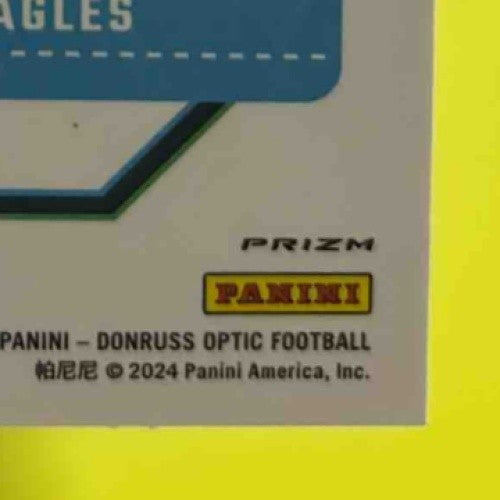 AGLES
PRIZM
PANINI
PANINI – DONRUSS OPTIC FOOTBALL
帕尼尼 © 2024 Panini America, Inc.